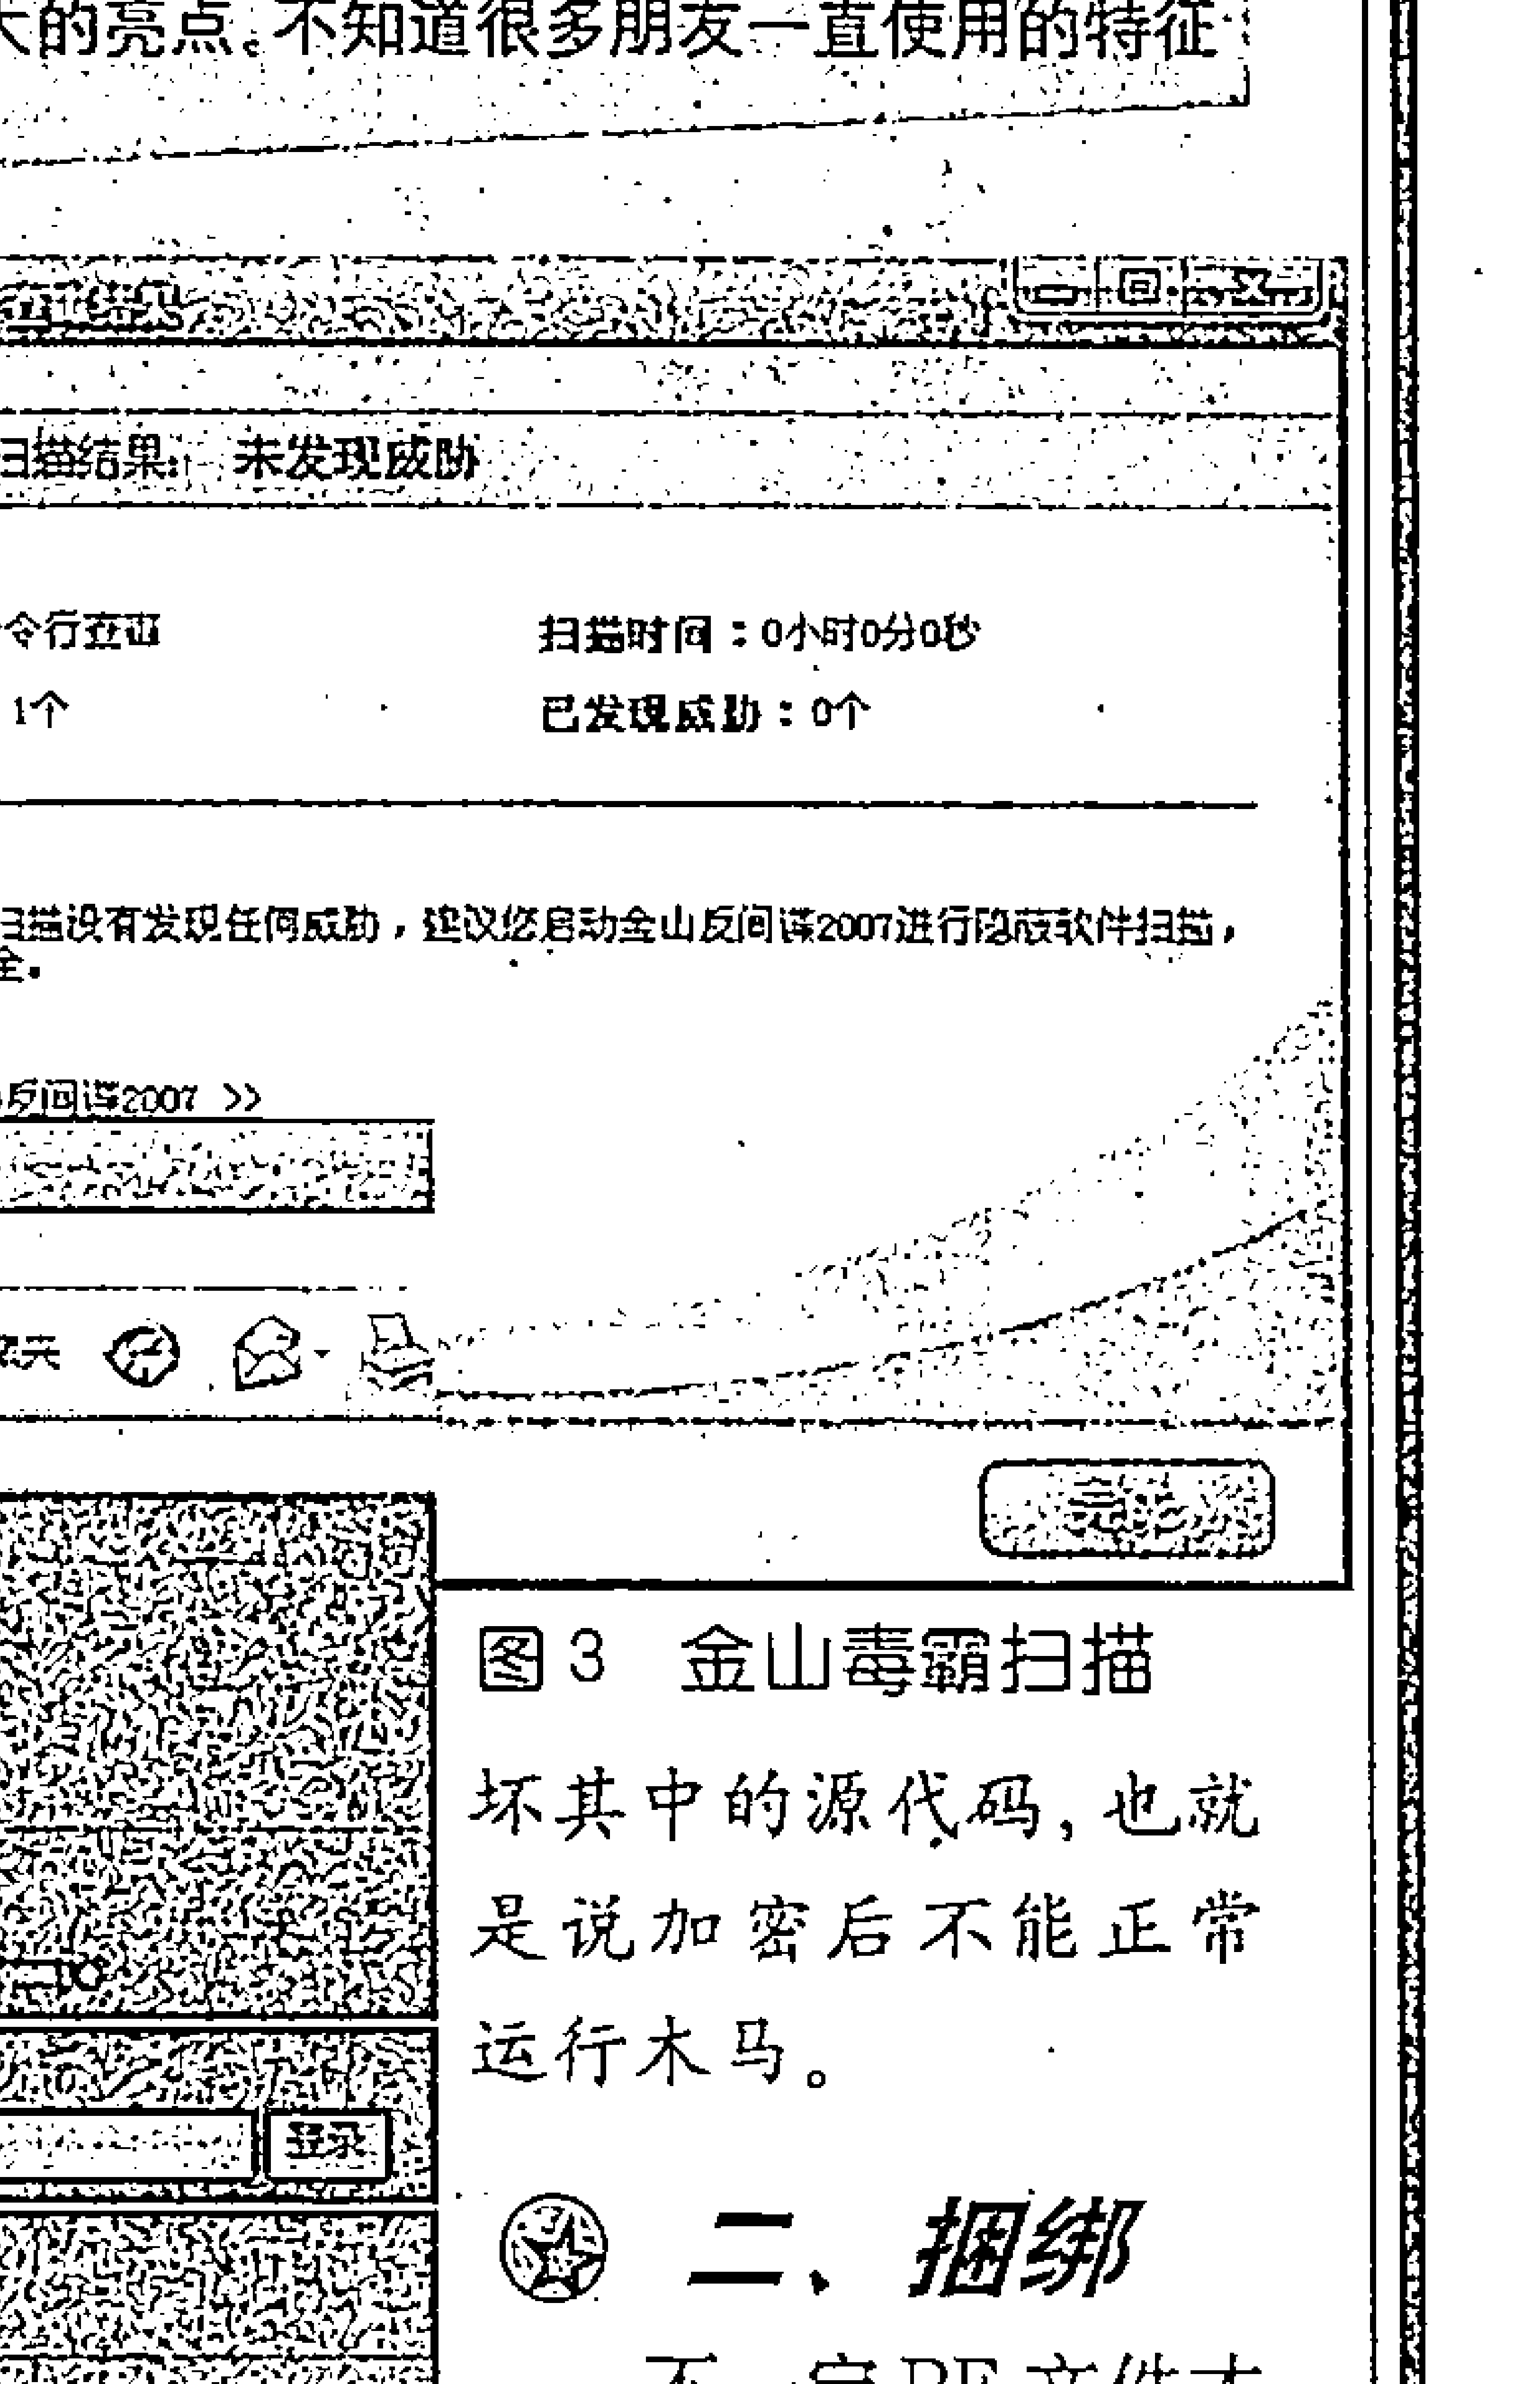 的亮点。不知道很多朋友一直使用的特征
扫描结果： 未发现威胁
令行查毒
扫描时间：0小时0分0秒
1个
已发现威胁：0个
扫描没有发现任何威胁，建议您启动金山反间谍2007进行隐蔽软件扫描，
全。
反间谍2007 >>
完成
图3 金山毒霸扫描
坏其中的源代码，也就
是说加密后不能正常
运行木马。
登录
二、捆绑